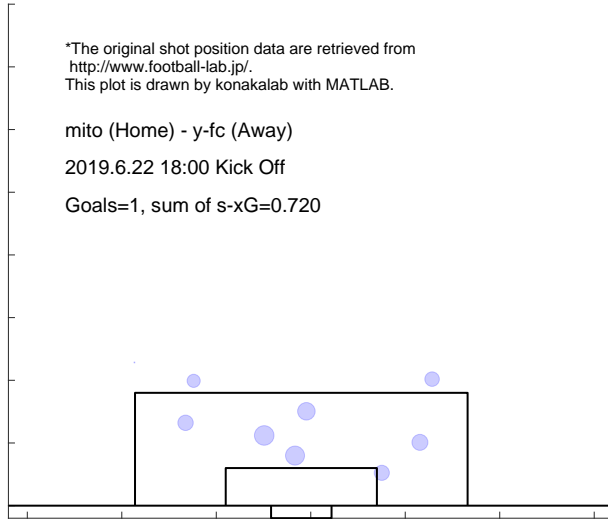 *The original shot position data are retrieved from
http://www.football-lab.jp/.
This plot is drawn by konakalab with MATLAB.
mito (Home) - y-fc (Away)
2019.6.22 18:00 Kick Off
Goals=1, sum of s-xG=0.720